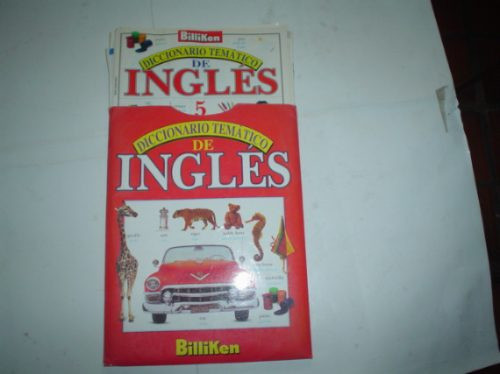 BilliKen
DICCIONARIO TEMÁTICO
DE
INGLÉS
5
DICCIONARIO TEMÁTICO
DE
INGLÉS
BilliKen